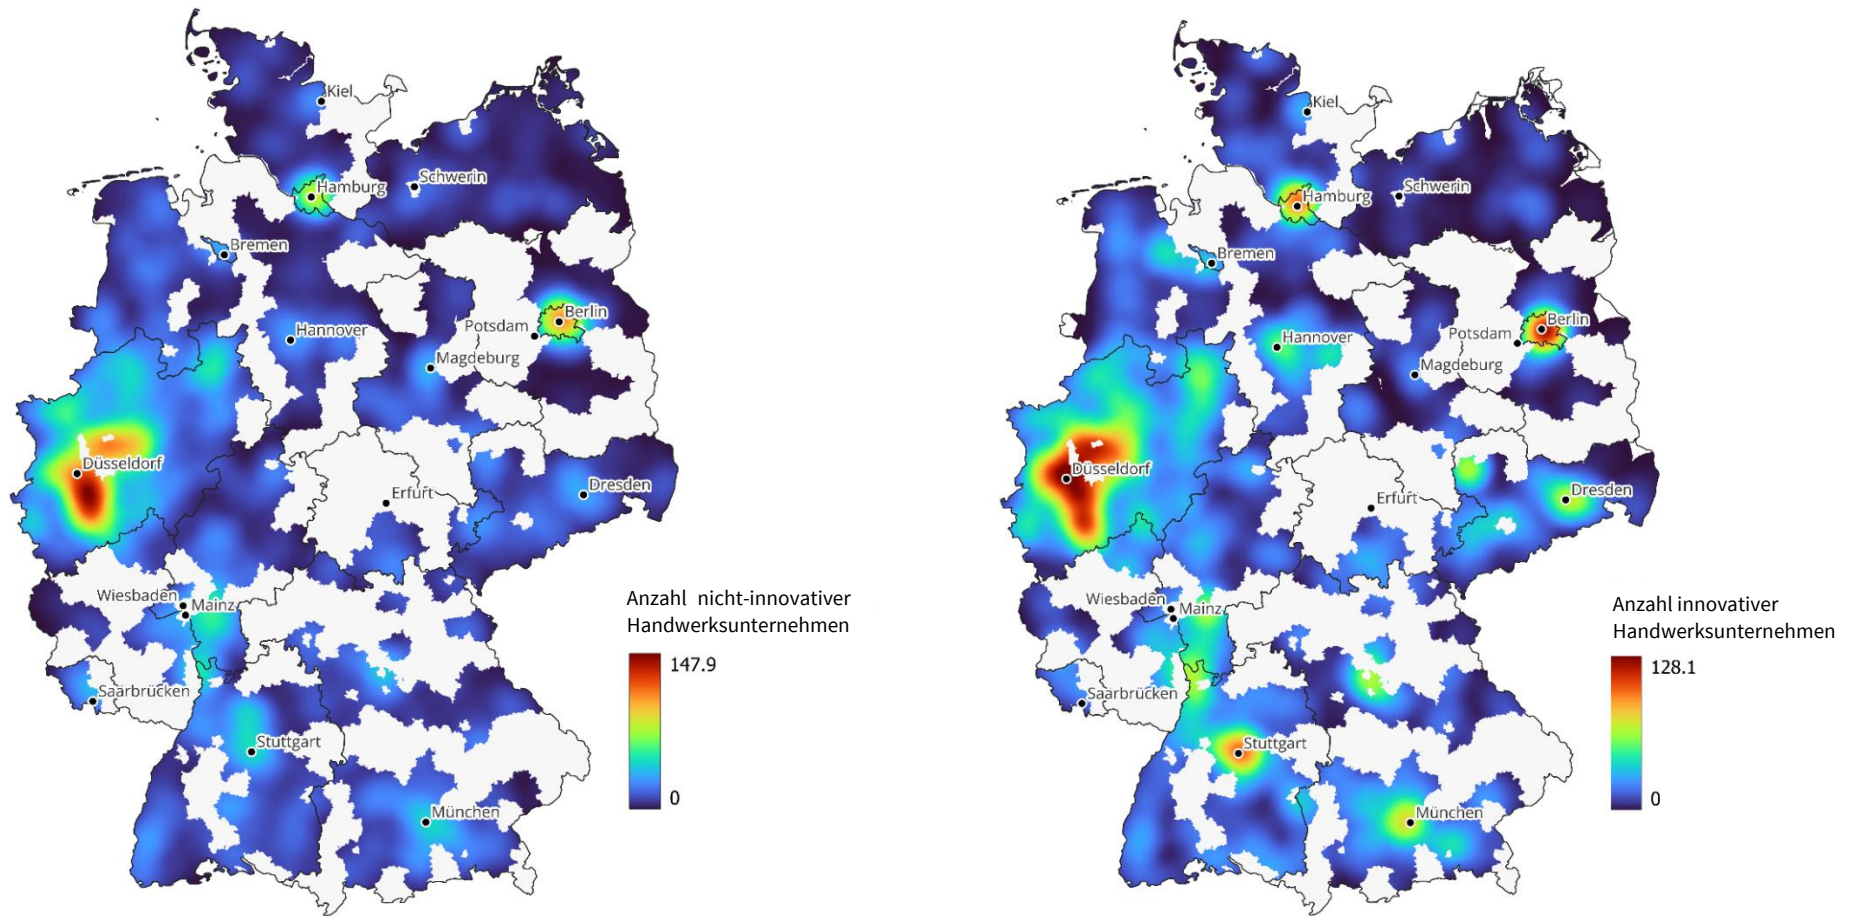 Kiel
Schwerin
Hamburg
Bremen
Berlin
Hannover
Potsdam
Magdeburg
Düsseldorf
Dresden
Erfurt
Wiesbaden
Mainz
Saarbrücken
Stuttgart
München
Anzahl nicht-innovativer
Handwerksunternehmen
147.9
0
Kiel
Schwerin
Hamburg
Bremen
Berlin
Hannover
Potsdam
Magdeburg
Düsseldorf
Dresden
Erfurt
Wiesbaden
Mainz
Saarbrücken
Stuttgart
München
Anzahl innovativer
Handwerksunternehmen
128.1
0